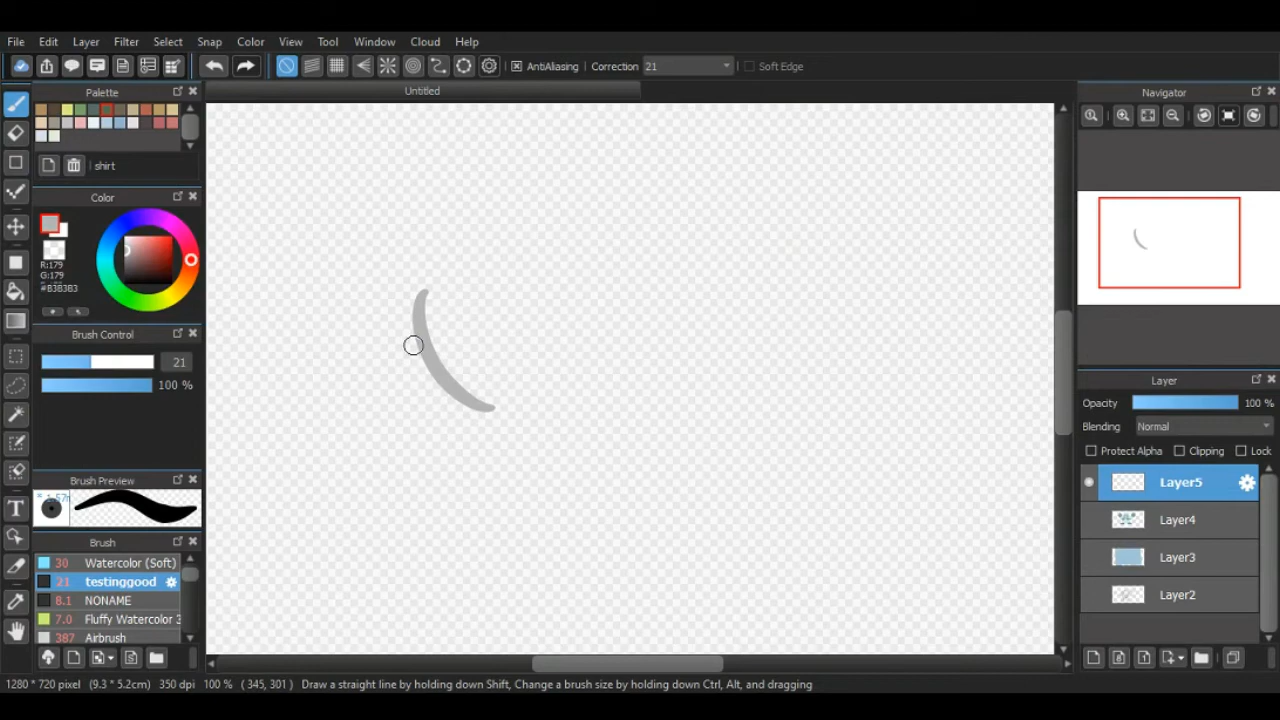 File Edit Layer Filter Select Snap Color View Tool Window Cloud Help
AntiAliasing Correction 21 Soft Edge
Palette
Untitled
Navigator
shirt
Color
R:179
G:179
#B3B3B3
Brush Control
21
100 %
Brush Preview
Brush
30 Watercolor (Soft)
21 testinggood
8.1 NONAME
7.0 Fluffy Watercolor
387 Airbrush
Layer
Opacity 100 %
Blending Normal
Protect Alpha Clipping Lock
Layer5
Layer4
Layer3
Layer2
T
1280 * 720 pixel (9.3 * 5.2cm) 350 dpi 100 % ( 345, 301 ) Draw a straight line by holding down Shift, Change a brush size by holding down Ctrl, Alt, and dragging